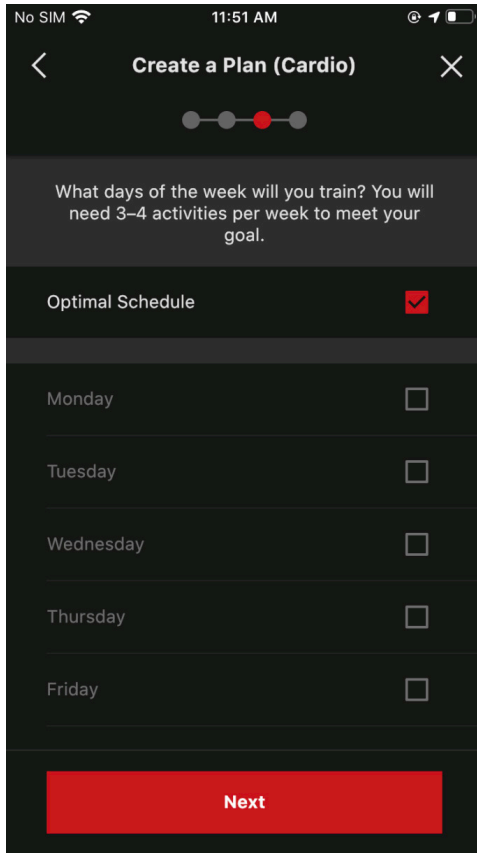 No SIM 11:51 AM
Create a Plan (Cardio)
What days of the week will you train? You will
need 3–4 activities per week to meet your
goal.
Optimal Schedule
Monday
Tuesday
Wednesday
Thursday
Friday
Next